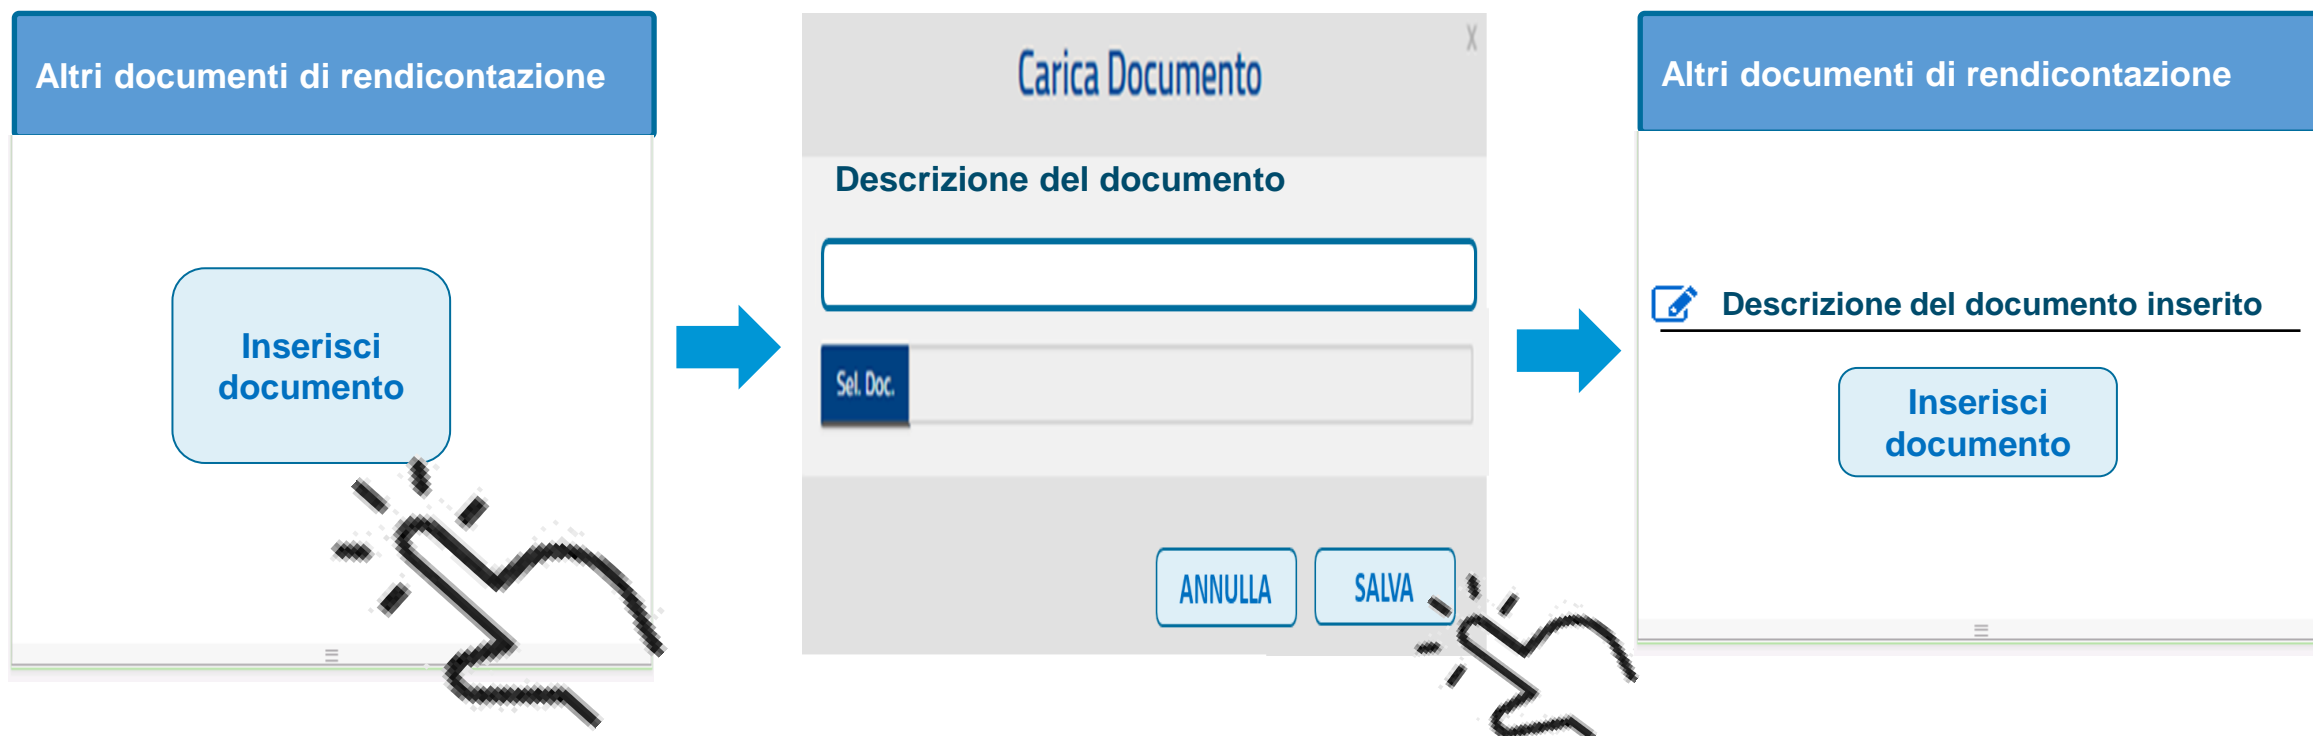 Altri documenti di rendicontazione
Inserisci
documento
Carica Documento
X
Descrizione del documento
Sel. Doc.
ANNULLA
SALVA
Altri documenti di rendicontazione
Descrizione del documento inserito
Inserisci
documento